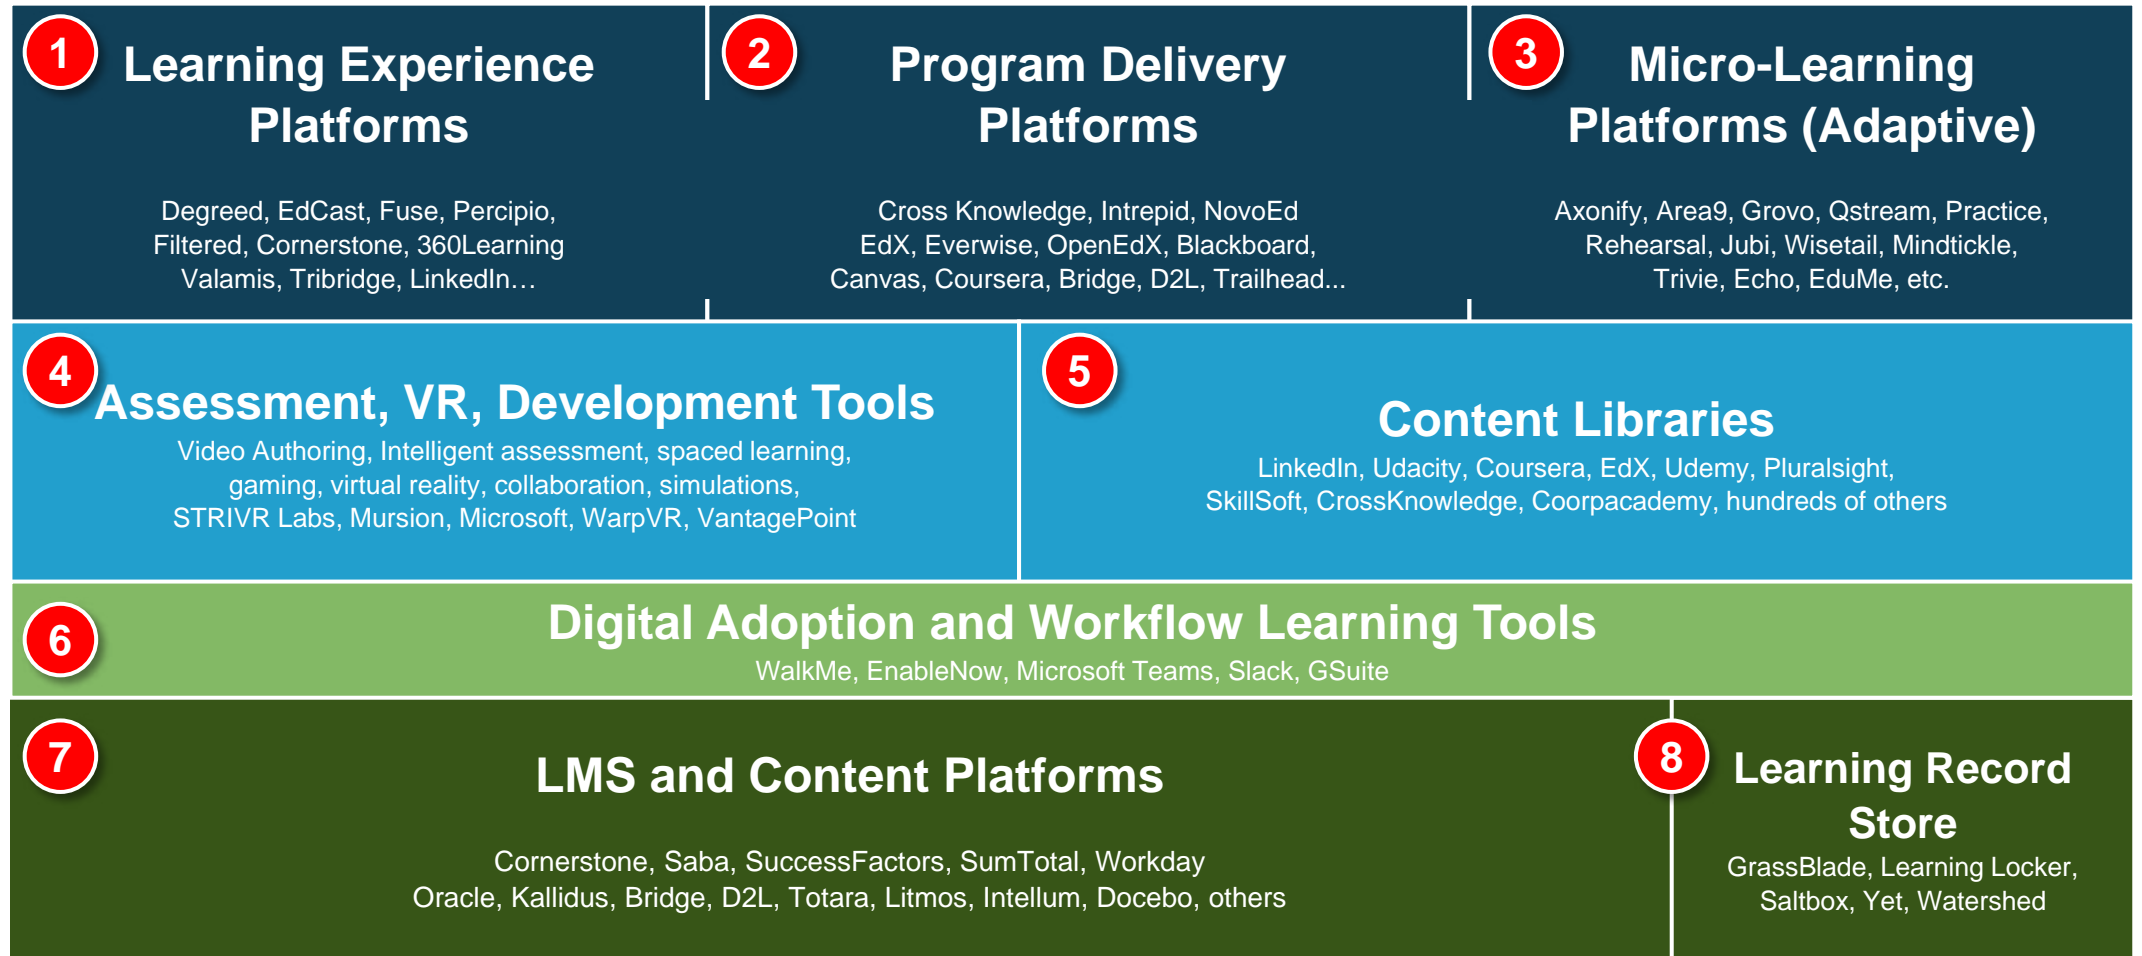 1
Learning Experience
Platforms
Degreed, EdCast, Fuse, Percipio,
Filtered, Cornerstone, 360Learning
Valamis, Tribridge, LinkedIn…
2
Program Delivery
Platforms
Cross Knowledge, Intrepid, NovoEd
EdX, Everwise, OpenEdX, Blackboard,
Canvas, Coursera, Bridge, D2L, Trailhead...
3
Micro-Learning
Platforms (Adaptive)
Axonify, Area9, Grovo, Qstream, Practice,
Rehearsal, Jubi, Wisetail, Mindtickle,
Trivie, Echo, EduMe, etc.
4
Assessment, VR, Development Tools
Video Authoring, Intelligent assessment, spaced learning,
gaming, virtual reality, collaboration, simulations,
STRIVR Labs, Mursion, Microsoft, WarpVR, VantagePoint
5
Content Libraries
LinkedIn, Udacity, Coursera, EdX, Udemy, Pluralsight,
SkillSoft, CrossKnowledge, Coorpacademy, hundreds of others
6
Digital Adoption and Workflow Learning Tools
WalkMe, EnableNow, Microsoft Teams, Slack, GSuite
7
LMS and Content Platforms
Cornerstone, Saba, SuccessFactors, SumTotal, Workday
Oracle, Kallidus, Bridge, D2L, Totara, Litmos, Intellum, Docebo, others
8
Learning Record
Store
GrassBlade, Learning Locker,
Saltbox, Yet, Watershed